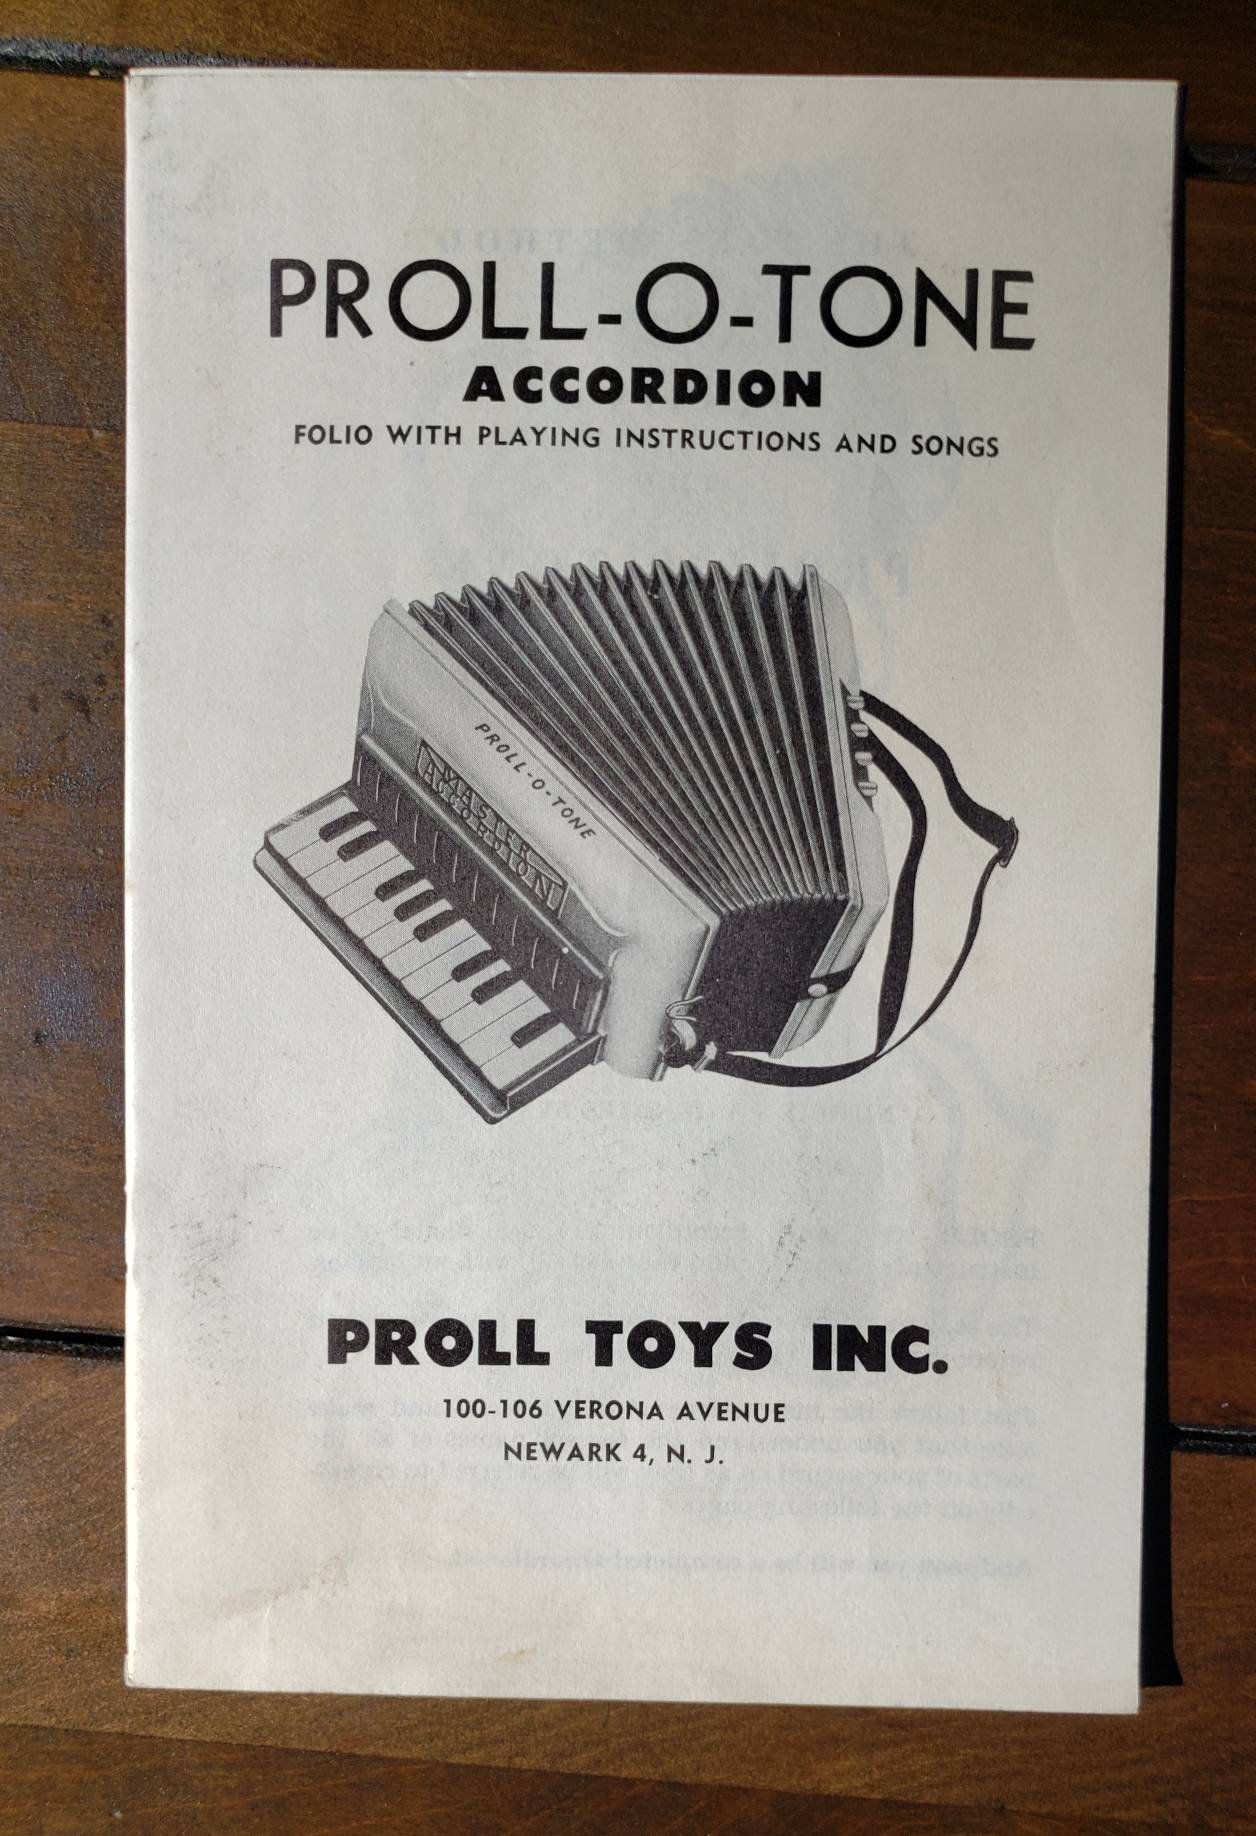 PROLL-O-TONE
ACCORDION
FOLIO WITH PLAYING INSTRUCTIONS AND SONGS
PROLL-O-TONE
MASTER
ACCORDION
PROLL TOYS INC.
100-106 VERONA AVENUE
NEWARK 4, N. J.